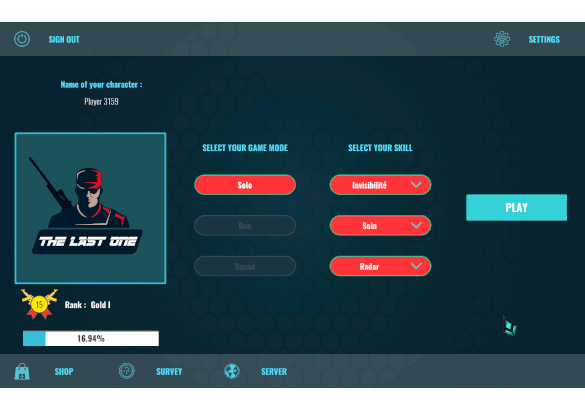 SIGN OUT
SETTINGS
Name of your character :
Player 3159
SELECT YOUR GAME MODE
SELECT YOUR SKILL
Solo
Invisibilité
PLAY
Duo
Soin
THE LAST ONE
Squad
Radar
15
Rank : Gold I
16.94%
SHOP
SURVEY
SERVER